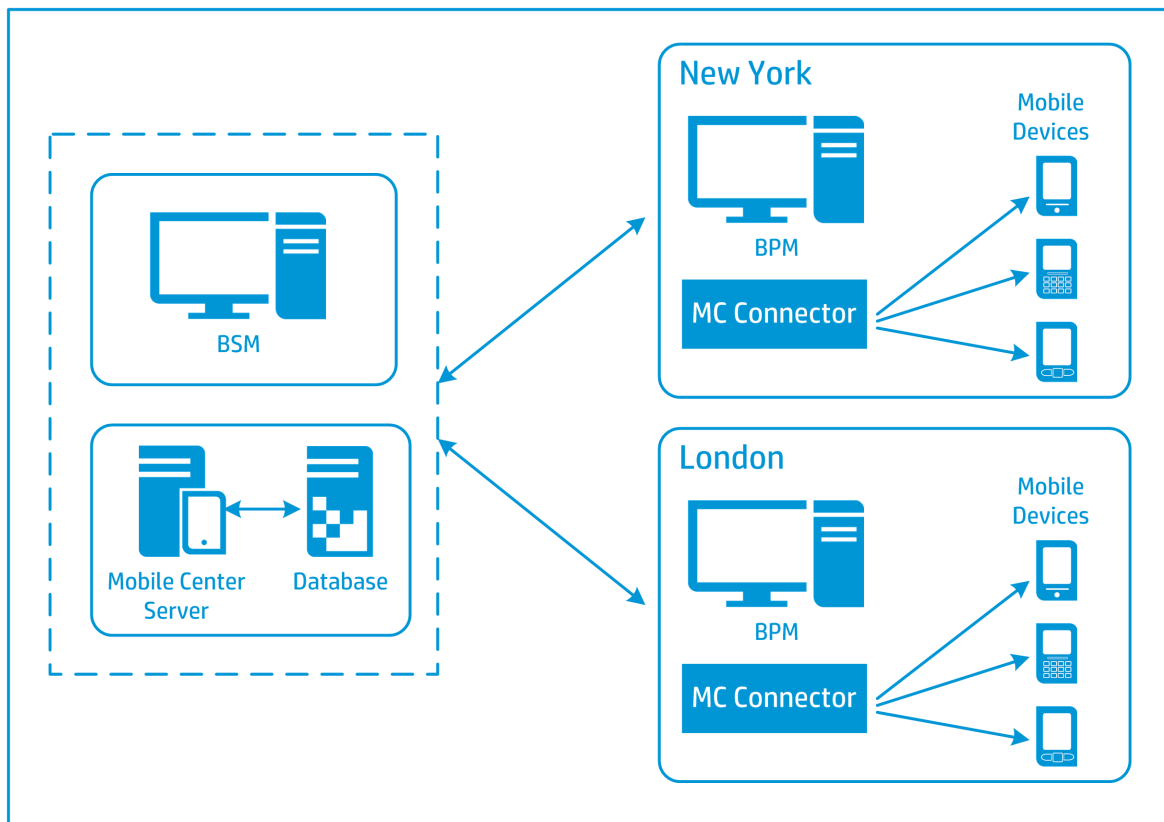 BSM
Mobile Center
Server
Database
New York
Mobile
Devices
BPM
MC Connector
London
Mobile
Devices
BPM
MC Connector